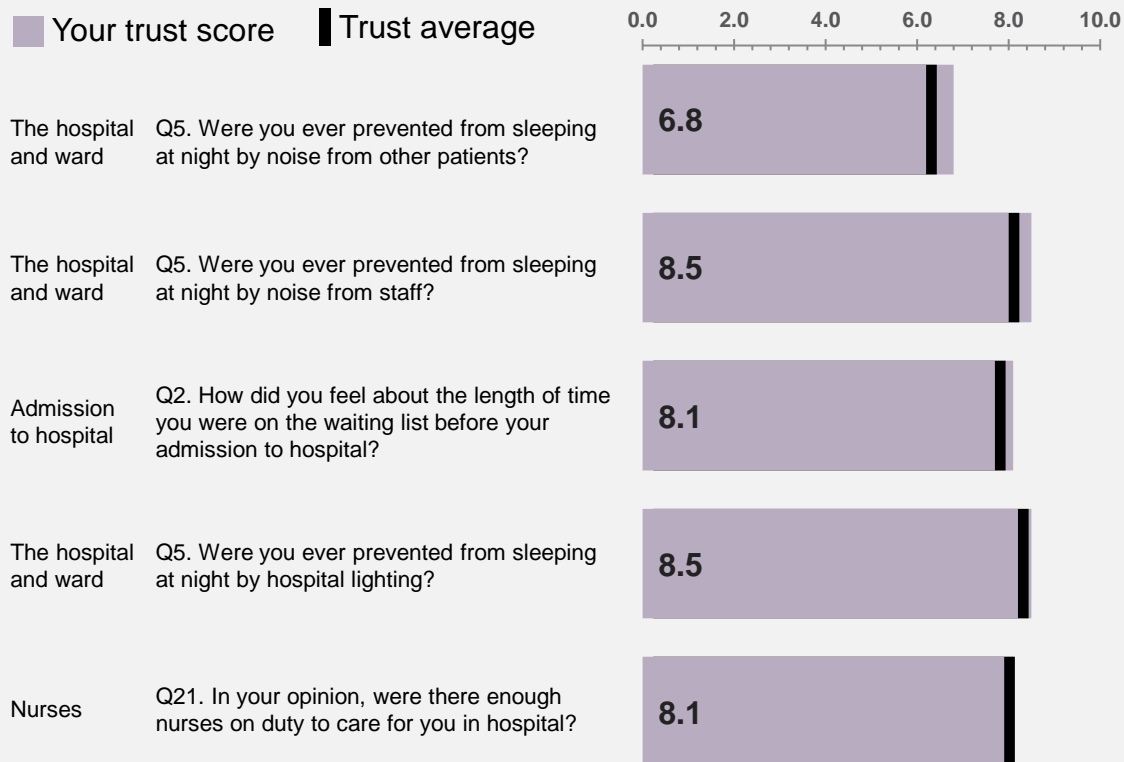 Your trust score
Trust average
0.0 2.0 4.0 6.0 8.0 10.0
The hospital
and ward
Q5. Were you ever prevented from sleeping
at night by noise from other patients?
6.8
The hospital
and ward
Q5. Were you ever prevented from sleeping
at night by noise from staff?
8.5
Admission
to hospital
Q2. How did you feel about the length of time
you were on the waiting list before your
admission to hospital?
8.1
The hospital
and ward
Q5. Were you ever prevented from sleeping
at night by hospital lighting?
8.5
Nurses
Q21. In your opinion, were there enough
nurses on duty to care for you in hospital?
8.1